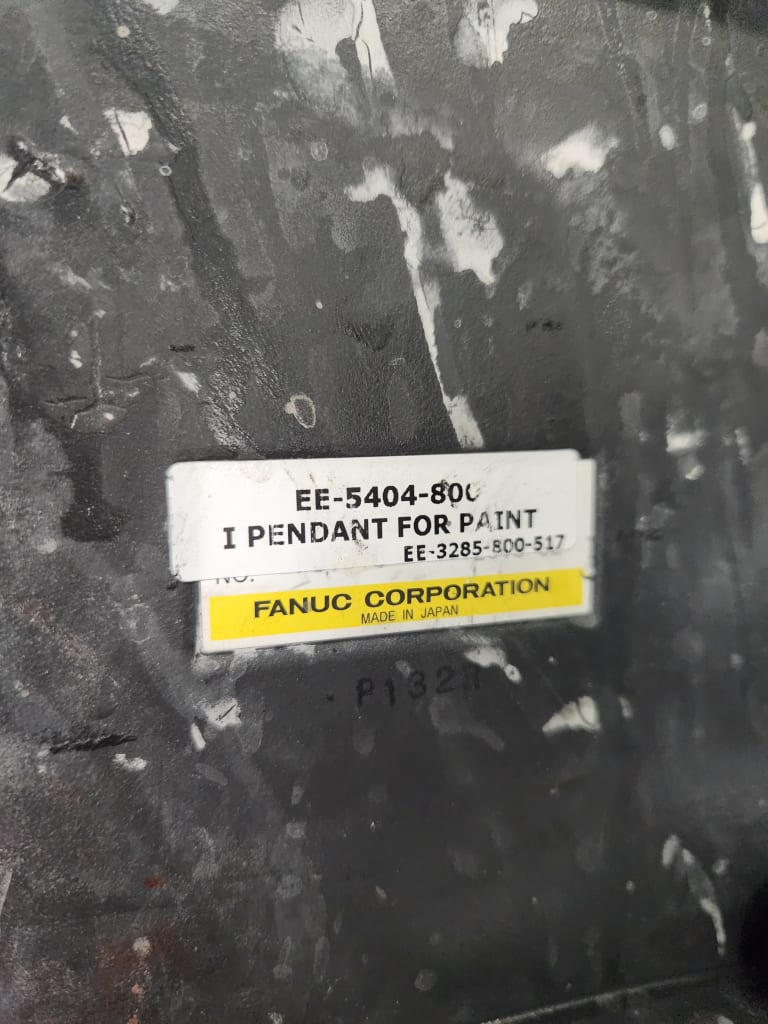 EE-5404-800
I PENDANT FOR PAINT
EE-3285-800-517
NO.
FANUC CORPORATION
MADE IN JAPAN